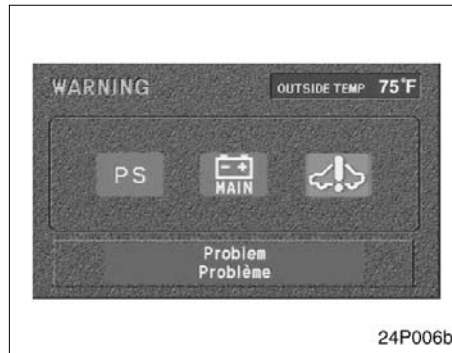 WARNING
OUTSIDE TEMP 75°F
PS
MAIN
Problem
Problème
24P006b